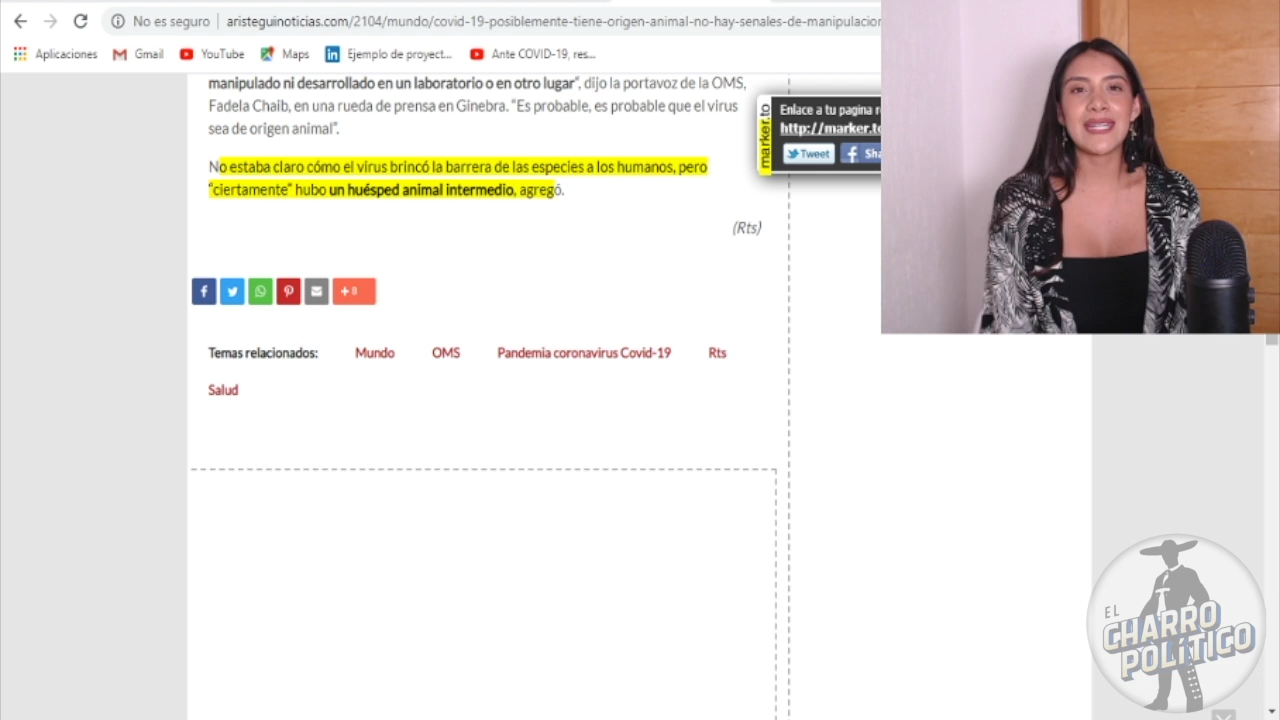 No es seguro
aristeguinoticias.com/2104/mundo/covid-19-posiblemente-tiene-origen-animal-no-hay-senales-de-manipulacion
Aplicaciones
Gmail
YouTube
Maps
Ejemplo de proyect...
Ante COVID-19, res...
manipulado ni desarrollado en un laboratorio o en otro lugar“, dijo la portavoz de la OMS,
Fadela Chaib, en una rueda de prensa en Ginebra. “Es probable, es probable que el virus
sea de origen animal”.
No estaba claro cómo el virus brincó la barrera de las especies a los humanos, pero
“ciertamente” hubo un huésped animal intermedio, agregó.
(Rts)
marker.to
Enlace a tu pagina r
http://marker.to
Tweet
Sha
+ 8
Temas relacionados:
Mundo
OMS
Pandemia coronavirus Covid-19
Rts
Salud
EL
CHARRO
POLÍTICO